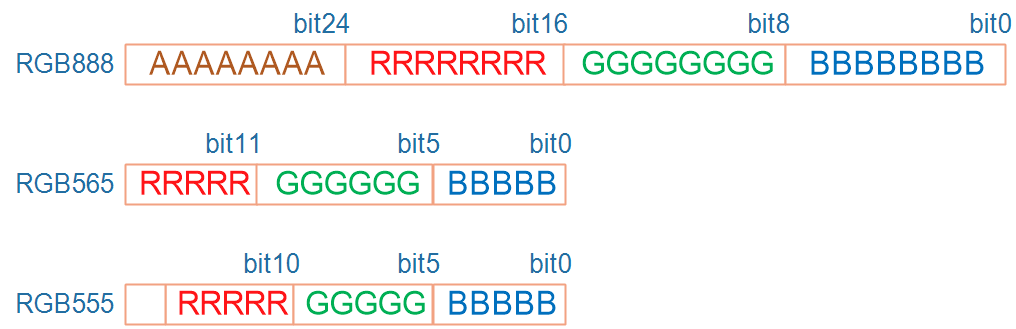 bit24 bit16 bit8 bit0
RGB888 AAAAAAAA RRRRRRRR GGGGGGGG BBBBBBBB
bit11 bit5 bit0
RGB565 RRRRR GGGGGG BBBBB
bit10 bit5 bit0
RGB555 RRRRR GGGGG BBBBB